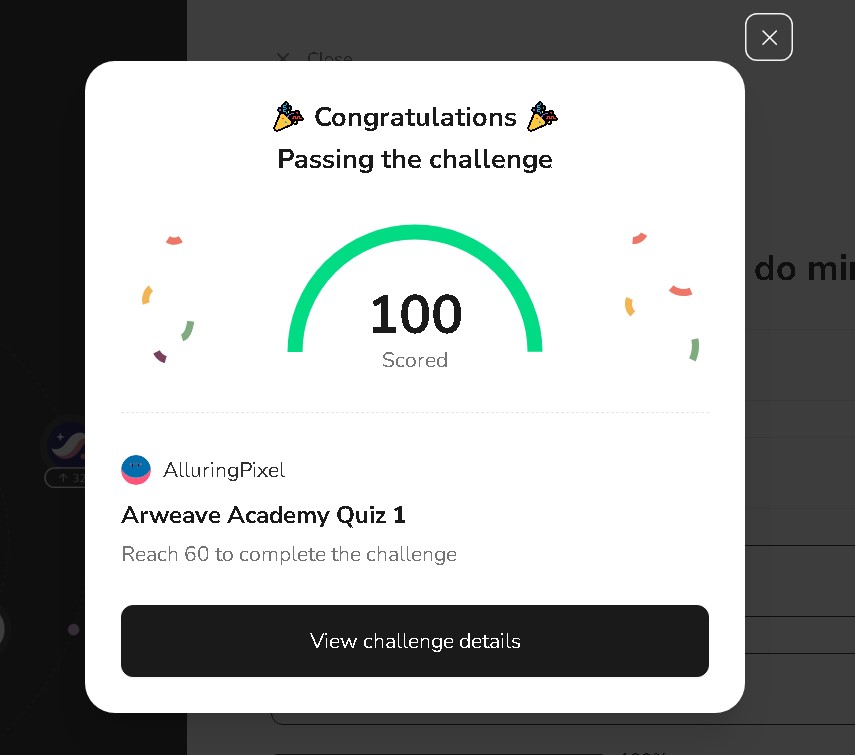 Close
🎉 Congratulations 🎉
Passing the challenge
do min
100
Scored
AlluringPixel
Arweave Academy Quiz 1
Reach 60 to complete the challenge
View challenge details